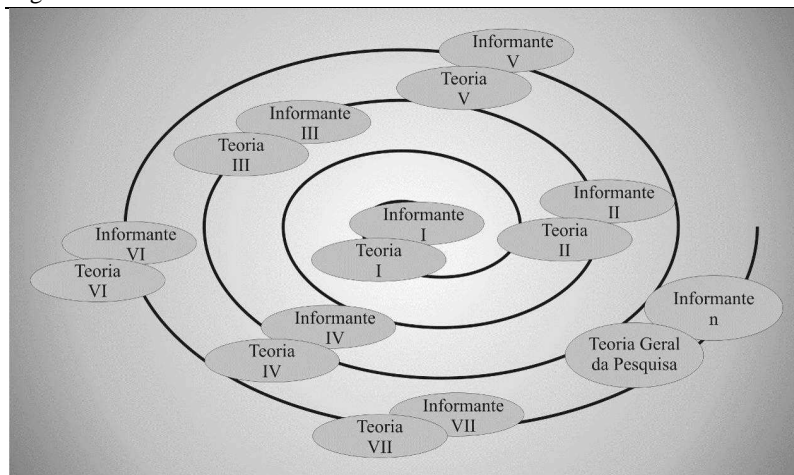 Informante
V
Teoria
V
Informante
III
Teoria
III
Informante
II
Teoria
II
Informante
I
Teoria
I
Informante
VI
Teoria
VI
Informante
n
Teoria Geral
da Pesquisa
Informante
IV
Teoria
IV
Informante
VII
Teoria
VII